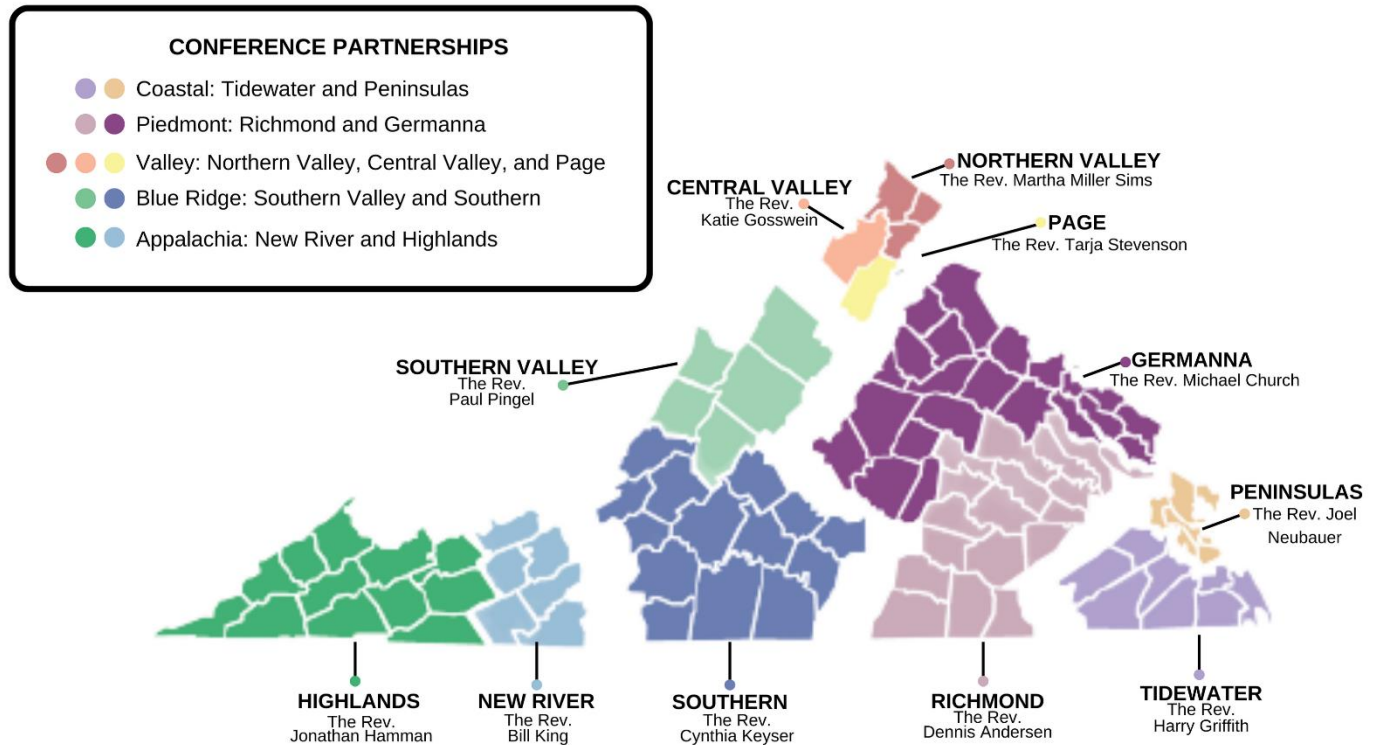 CONFERENCE PARTNERSHIPS
Coastal: Tidewater and Peninsulas
Piedmont: Richmond and Germanna
Valley: Northern Valley, Central Valley, and Page
Blue Ridge: Southern Valley and Southern
Appalachia: New River and Highlands
NORTHERN VALLEY
The Rev. Martha Miller Sims
CENTRAL VALLEY
The Rev.
Katie Gosswein
PAGE
The Rev. Tarja Stevenson
SOUTHERN VALLEY
The Rev.
Paul Pingel
GERMANNA
The Rev. Michael Church
PENINSULAS
The Rev. Joel
Neubauer
HIGHLANDS
The Rev.
Jonathan Hamman
NEW RIVER
The Rev.
Bill King
SOUTHERN
The Rev.
Cynthia Keyser
RICHMOND
The Rev.
Dennis Andersen
TIDEWATER
The Rev.
Harry Griffith